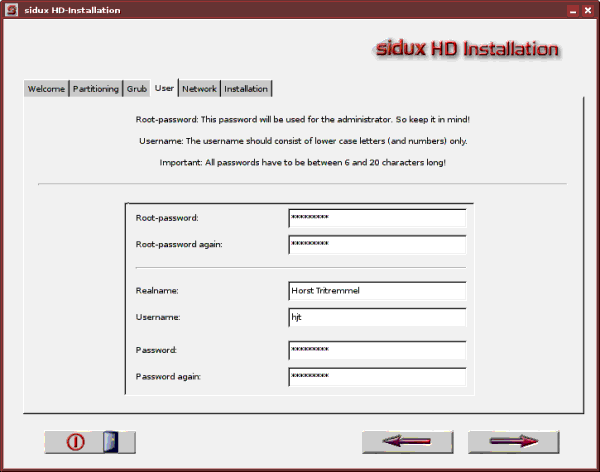 sidux HD-Installation
sidux HD Installation
Welcome Partitioning Grub User Network Installation
Root-password: This password will be used for the administrator. So keep it in mind!
Username: The username should consist of lower case letters (and numbers) only.
Important: All passwords have to be between 6 and 20 characters long!
Root-password: *********
Root-password again: *********
Realname: Horst Tritremmel
Username: hjt
Password: *********
Password again: *********